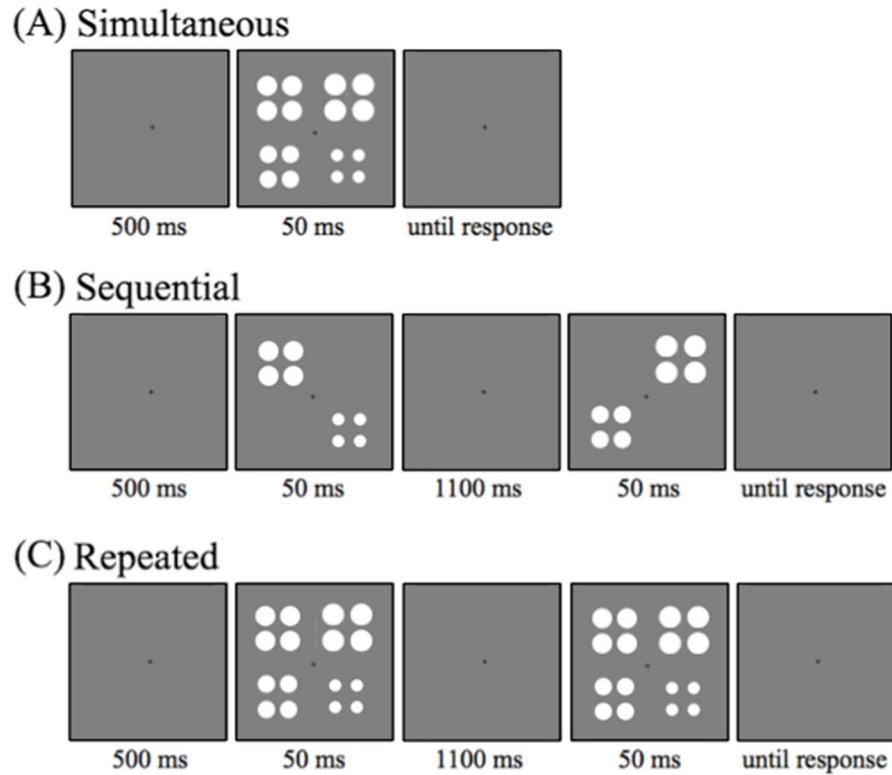 (A) Simultaneous
500 ms 50 ms until response
(B) Sequential
500 ms 50 ms 1100 ms 50 ms until response
(C) Repeated
500 ms 50 ms 1100 ms 50 ms until response